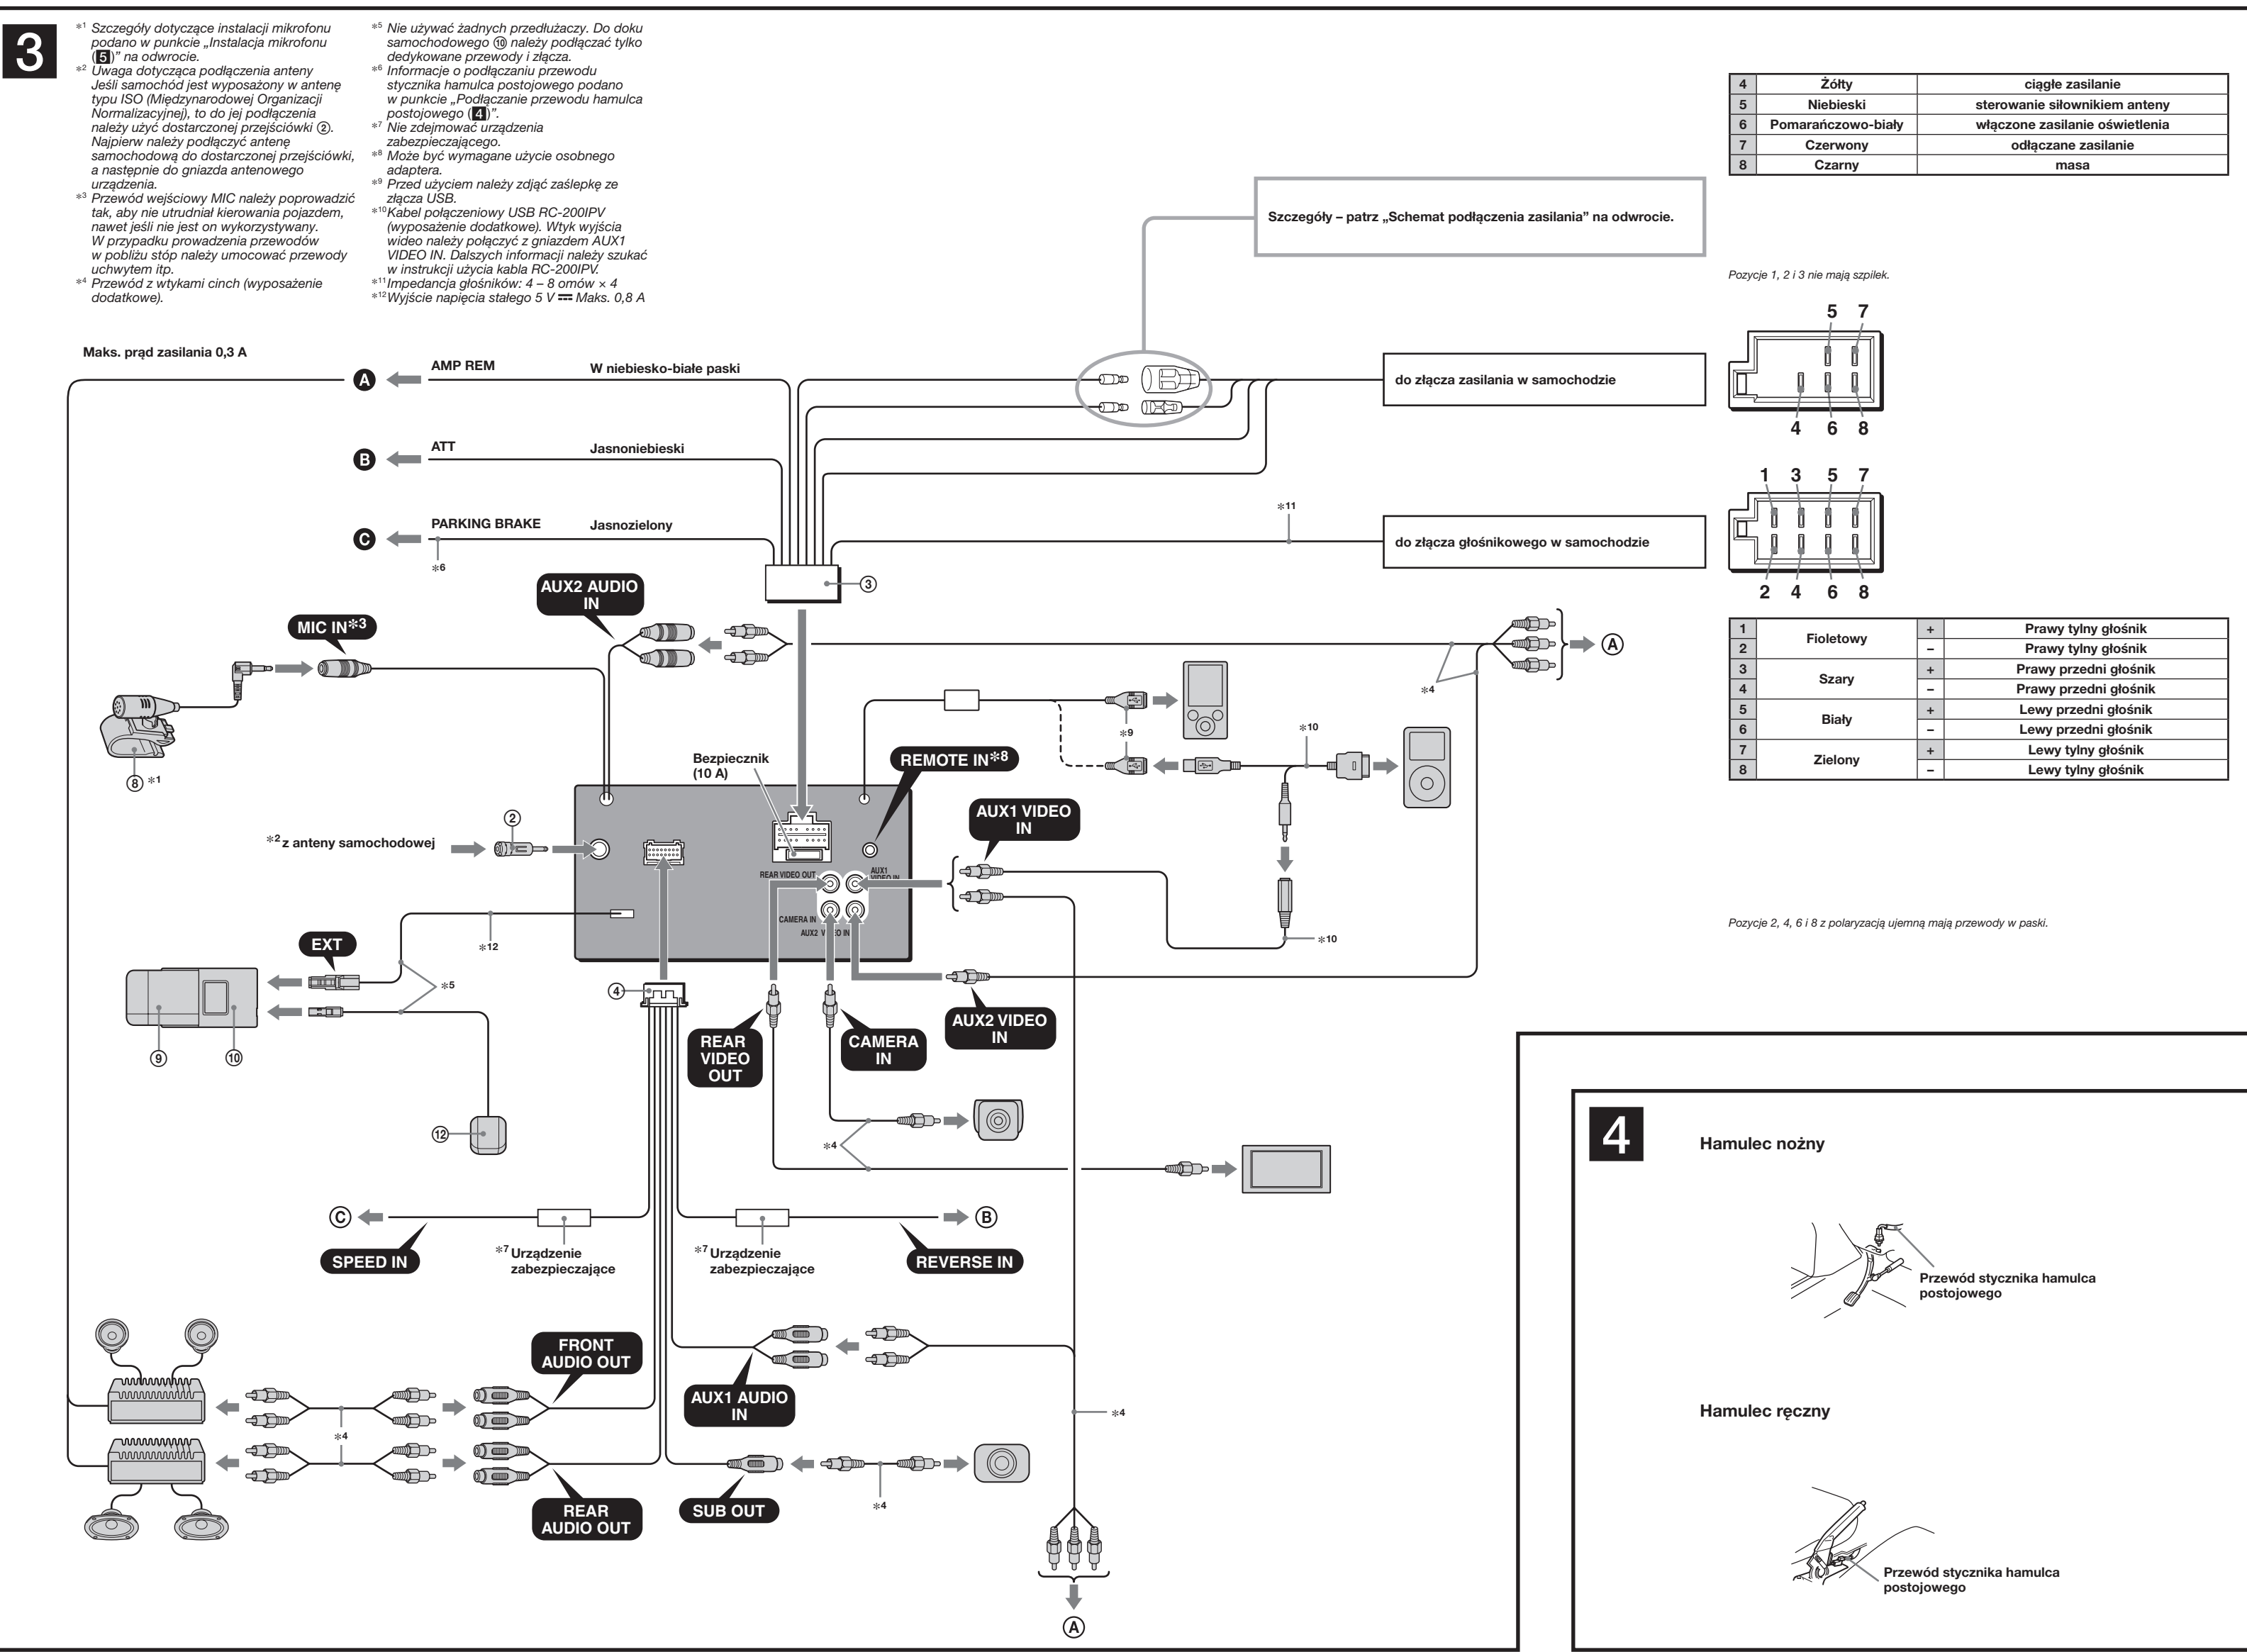 3
*1 Szczegóły dotyczące instalacji mikrofonu
podano w punkcie „Instalacja mikrofonu
(5)” na odwrocie.
*2 Uwaga dotycząca podłączenia anteny
Jeśli samochód jest wyposażony w antenę
typu ISO (Międzynarodowej Organizacji
Normalizacyjnej), to do jej podłączenia
należy użyć dostarczonej przejściówki ②.
Najpierw należy podłączyć antenę
samochodową do dostarczonej przejściówki,
a następnie do gniazda antenowego
urządzenia.
*3 Przewód wejściowy MIC należy poprowadzić
tak, aby nie utrudniał kierowania pojazdem,
nawet jeśli nie jest on wykorzystywany.
W przypadku prowadzenia przewodów
w pobliżu stóp należy umocować przewody
uchwytem itp.
*4 Przewód z wtykami cinch (wyposażenie
dodatkowe).
*5 Nie używać żadnych przedłużaczy. Do doku
samochodowego ⑩ należy podłączać tylko
dedykowane przewody i złącza.
*6 Informacje o podłączaniu przewodu
stycznika hamulca postojowego podano
w punkcie „Podłączanie przewodu hamulca
postojowego (4)”.
*7 Nie zdejmować urządzenia
zabezpieczającego.
*8 Może być wymagane użycie osobnego
adaptera.
*9 Przed użyciem należy zdjąć zaślepkę ze
złącza USB.
*10 Kabel połączeniowy USB RC-200IPV
(wyposażenie dodatkowe). Wtyk wyjścia
wideo należy połączyć z gniazdem AUX1
VIDEO IN. Dalszych informacji należy szukać
w instrukcji użycia kabla RC-200IPV.
*11 Impedancja głośników: 4 – 8 omów × 4
*12 Wyjście napięcia stałego 5 V ⎓ Maks. 0,8 A
4 Żółty ciągłe zasilanie
5 Niebieski sterowanie siłownikiem anteny
6 Pomarańczowo-biały włączone zasilanie oświetlenia
7 Czerwony odłączane zasilanie
8 Czarny masa
Szczegóły – patrz „Schemat podłączenia zasilania” na odwrocie.
Pozycje 1, 2 i 3 nie mają szpilek.
5 7
4 6 8
Maks. prąd zasilania 0,3 A
A AMP REM W niebiesko-białe paski
do złącza zasilania w samochodzie
B ATT Jasnoniebieski
C PARKING BRAKE Jasnozielony
*6
*11
do złącza głośnikowego w samochodzie
1 3 5 7
2 4 6 8
③
AUX2 AUDIO
IN
MIC IN*3
*4
A
1 Fioletowy + Prawy tylny głośnik
2 – Prawy tylny głośnik
3 Szary + Prawy przedni głośnik
4 – Prawy przedni głośnik
5 Biały + Lewy przedni głośnik
6 – Lewy przedni głośnik
7 Zielony + Lewy tylny głośnik
8 – Lewy tylny głośnik
*9
*10
⑧ *1
Bezpiecznik
(10 A)
REMOTE IN*8
AUX1 VIDEO
IN
②
*2 z anteny samochodowej
REAR VIDEO OUT
AUX1
VIDEO IN
CAMERA IN
AUX2 VIDEO IN
Pozycje 2, 4, 6 i 8 z polaryzacją ujemną mają przewody w paski.
*10
EXT
*12
*5
④
⑨
⑩
AUX2 VIDEO
IN
REAR
VIDEO
OUT
CAMERA
IN
⑫
*4
C
B
SPEED IN
*7 Urządzenie
zabezpieczające
*7 Urządzenie
zabezpieczające
REVERSE IN
FRONT
AUDIO OUT
AUX1 AUDIO
IN
*4
*4
REAR
AUDIO OUT
SUB OUT
*4
A
4
Hamulec nożny
Przewód stycznika hamulca
postojowego
Hamulec ręczny
Przewód stycznika hamulca
postojowego